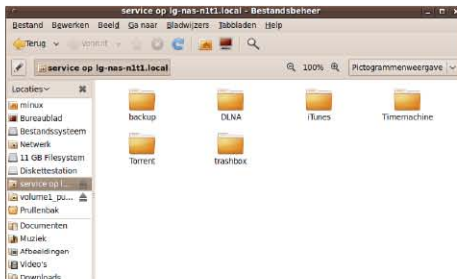 service op lg-nas-n1t1.local - Bestandsbeheer
Bestand Bewerken Beeld Ga naar Bladwijzers Tabbladen Help
Terug Vooruit
service op lg-nas-n1t1.local 100% Pictogrammenweergave
Locaties
minux
Bureaublad
Bestandssysteem
Netwerk
11 GB Filesystem
Diskettestation
service op l...
volume1_pu...
Prullenbak
Documenten
Muziek
Afbeeldingen
Video's
Downloads
backup DLNA iTunes Timemachine
Torrent trashbox